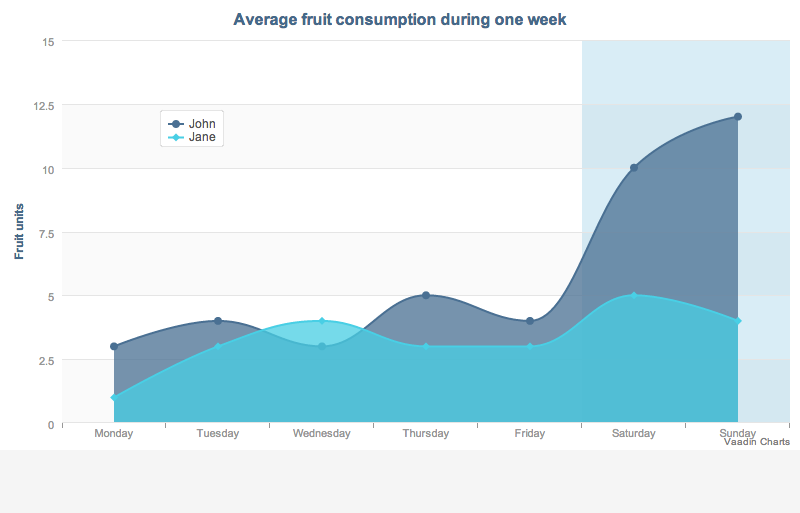 Average fruit consumption during one week
15
12.5
10
7.5
5
2.5
0
Fruit units
John
Jane
Monday Tuesday Wednesday Thursday Friday Saturday Sunday
Vaadin Charts